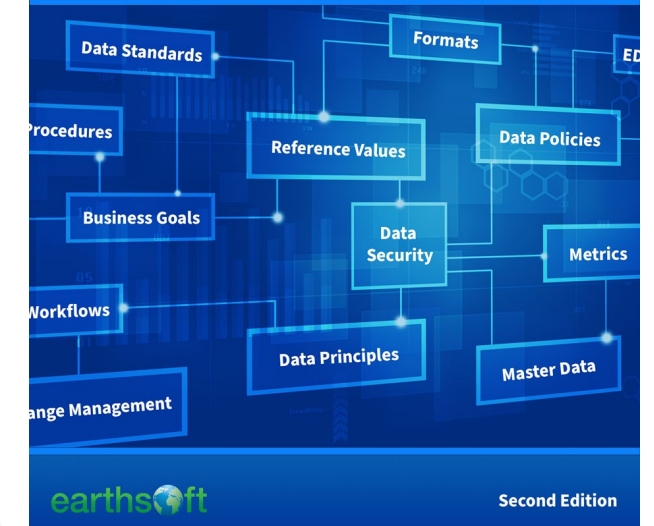 Formats
ED
Data Standards
Procedures
Reference Values
Data Policies
Business Goals
Data
Security
Metrics
Workflows
Data Principles
Master Data
ange Management
earthsoft
Second Edition